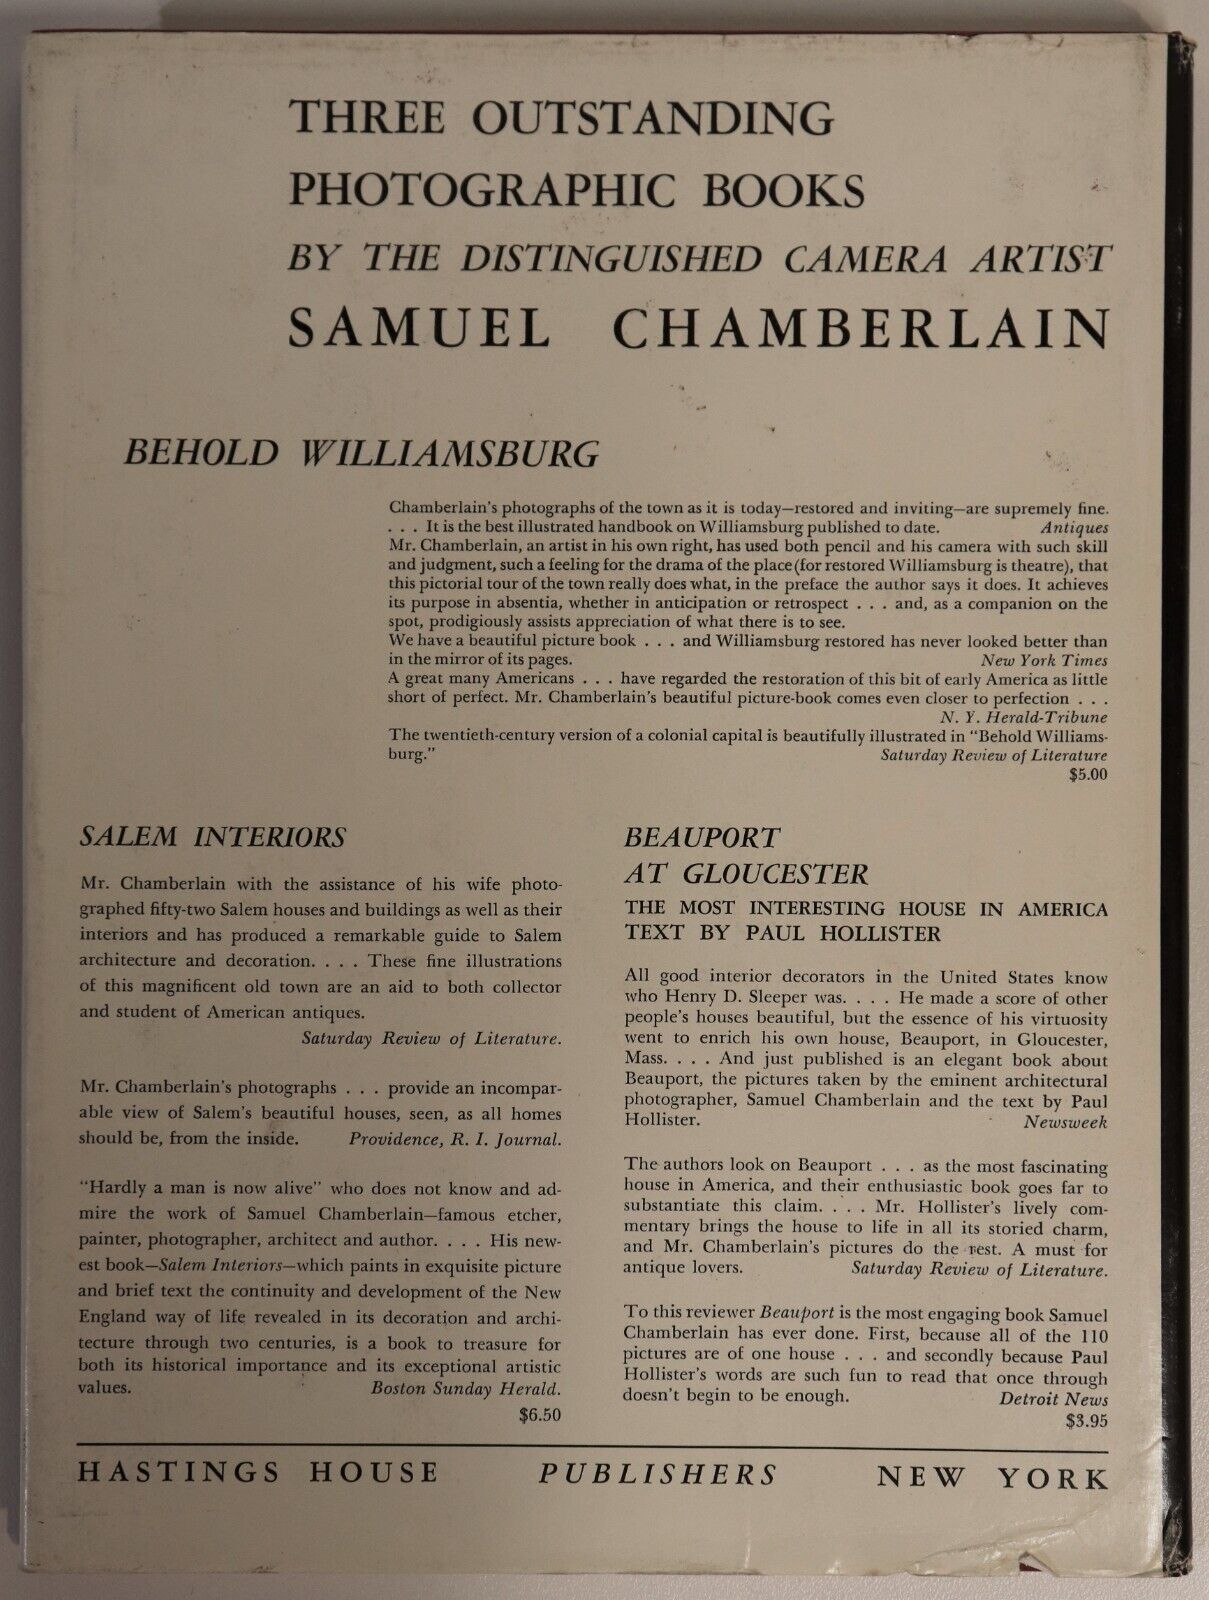 THREE OUTSTANDING
PHOTOGRAPHIC BOOKS
BY THE DISTINGUISHED CAMERA ARTIST
SAMUEL CHAMBERLAIN
BEHOLD WILLIAMSBURG
Chamberlain's photographs of the town as it is today—restored and inviting—are supremely fine.
. . . It is the best illustrated handbook on Williamsburg published to date. Antiques
Mr. Chamberlain, an artist in his own right, has used both pencil and his camera with such skill
and judgment, such a feeling for the drama of the place (for restored Williamsburg is theatre), that
this pictorial tour of the town really does what, in the preface the author says it does. It achieves
its purpose in absentia, whether in anticipation or retrospect . . . and, as a companion on the
spot, prodigiously assists appreciation of what there is to see.
We have a beautiful picture book . . . and Williamsburg restored has never looked better than
in the mirror of its pages. New York Times
A great many Americans . . . have regarded the restoration of this bit of early America as little
short of perfect. Mr. Chamberlain's beautiful picture-book comes even closer to perfection . . .
N. Y. Herald-Tribune
The twentieth-century version of a colonial capital is beautifully illustrated in "Behold Williams-
burg." Saturday Review of Literature
$5.00
SALEM INTERIORS
Mr. Chamberlain with the assistance of his wife photo-
graphed fifty-two Salem houses and buildings as well as their
interiors and has produced a remarkable guide to Salem
architecture and decoration. . . . These fine illustrations
of this magnificent old town are an aid to both collector
and student of American antiques.
Saturday Review of Literature.
Mr. Chamberlain's photographs . . . provide an incompar-
able view of Salem's beautiful houses, seen, as all homes
should be, from the inside. Providence, R. I. Journal.
"Hardly a man is now alive" who does not know and ad-
mire the work of Samuel Chamberlain—famous etcher,
painter, photographer, architect and author. . . . His new-
est book—Salem Interiors—which paints in exquisite picture
and brief text the continuity and development of the New
England way of life revealed in its decoration and archi-
tecture through two centuries, is a book to treasure for
both its historical importance and its exceptional artistic
values. Boston Sunday Herald.
$6.50
BEAUPORT
AT GLOUCESTER
THE MOST INTERESTING HOUSE IN AMERICA
TEXT BY PAUL HOLLISTER
All good interior decorators in the United States know
who Henry D. Sleeper was. . . . He made a score of other
people's houses beautiful, but the essence of his virtuosity
went to enrich his own house, Beauport, in Gloucester,
Mass. . . . And just published is an elegant book about
Beauport, the pictures taken by the eminent architectural
photographer, Samuel Chamberlain and the text by Paul
Hollister. Newsweek
The authors look on Beauport . . . as the most fascinating
house in America, and their enthusiastic book goes far to
substantiate this claim. . . . Mr. Hollister's lively com-
mentary brings the house to life in all its storied charm,
and Mr. Chamberlain's pictures do the rest. A must for
antique lovers. Saturday Review of Literature.
To this reviewer Beauport is the most engaging book Samuel
Chamberlain has ever done. First, because all of the 110
pictures are of one house . . . and secondly because Paul
Hollister's words are such fun to read that once through
doesn't begin to be enough. Detroit News
$3.95
HASTINGS HOUSE PUBLISHERS NEW YORK